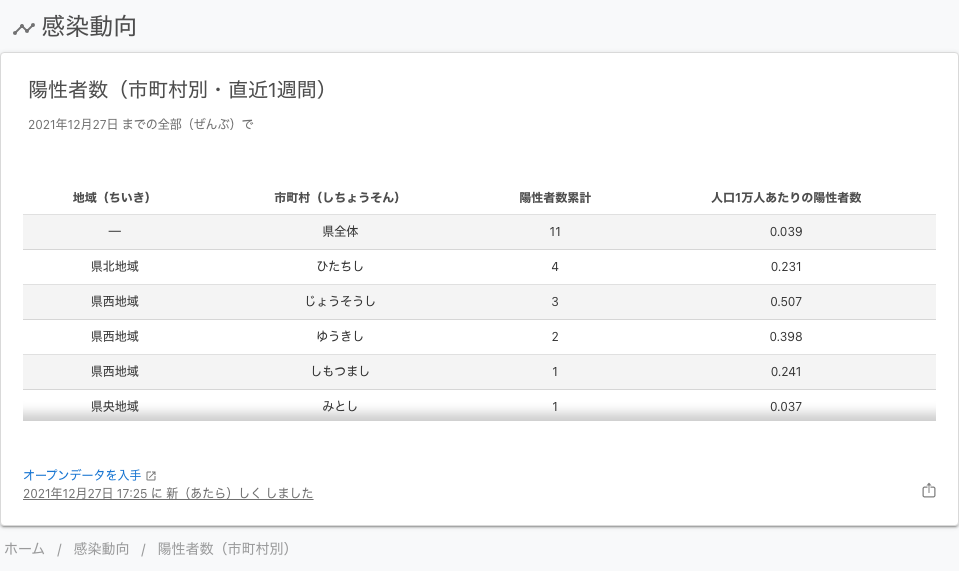 感染動向
陽性者数（市町村別・直近1週間）
2021年12月27日 までの全部（ぜんぶ）で
地域（ちいき） 市町村（しちょうそん） 陽性者数累計 人口1万人あたりの陽性者数
— 県全体 11 0.039
県北地域 ひたちし 4 0.231
県西地域 じょうそうし 3 0.507
県西地域 ゆうきし 2 0.398
県西地域 しもつまし 1 0.241
県央地域 みとし 1 0.037
オープンデータを入手
2021年12月27日 17:25 に 新（あたら）しく しました
ホーム / 感染動向 / 陽性者数（市町村別）